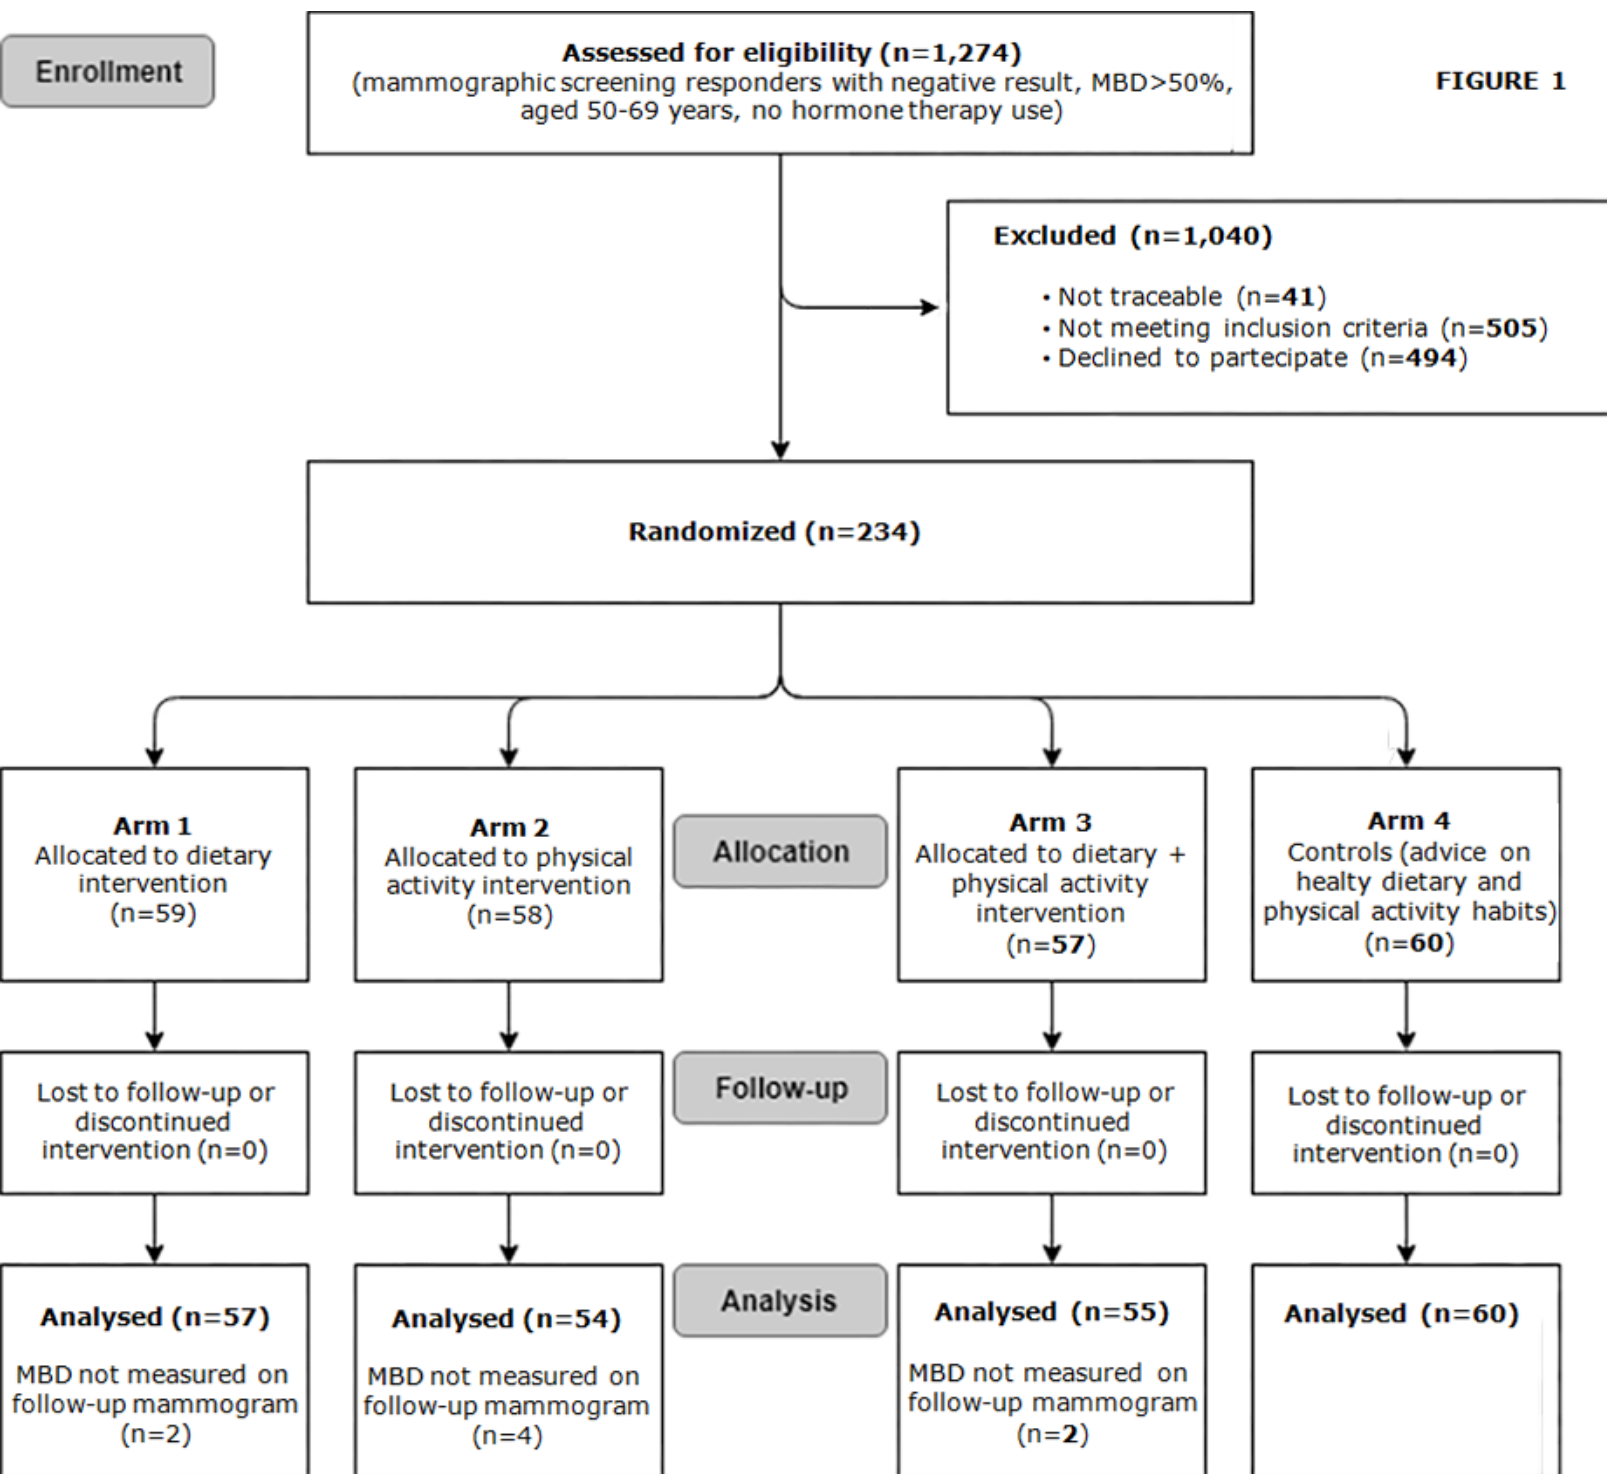 Enrollment
Assessed for eligibility (n=1,274)
(mammographic screening responders with negative result, MBD>50%,
aged 50-69 years, no hormone therapy use)
FIGURE 1
Excluded (n=1,040)
• Not traceable (n=41)
• Not meeting inclusion criteria (n=505)
• Declined to partecipate (n=494)
Randomized (n=234)
Arm 1
Allocated to dietary
intervention
(n=59)
Arm 2
Allocated to physical
activity intervention
(n=58)
Allocation
Arm 3
Allocated to dietary +
physical activity
intervention
(n=57)
Arm 4
Controls (advice on
healty dietary and
physical activity habits)
(n=60)
Lost to follow-up or
discontinued
intervention (n=0)
Lost to follow-up or
discontinued
intervention (n=0)
Follow-up
Lost to follow-up or
discontinued
intervention (n=0)
Lost to follow-up or
discontinued
intervention (n=0)
Analysed (n=57)
MBD not measured on
follow-up mammogram
(n=2)
Analysed (n=54)
MBD not measured on
follow-up mammogram
(n=4)
Analysis
Analysed (n=55)
MBD not measured on
follow-up mammogram
(n=2)
Analysed (n=60)